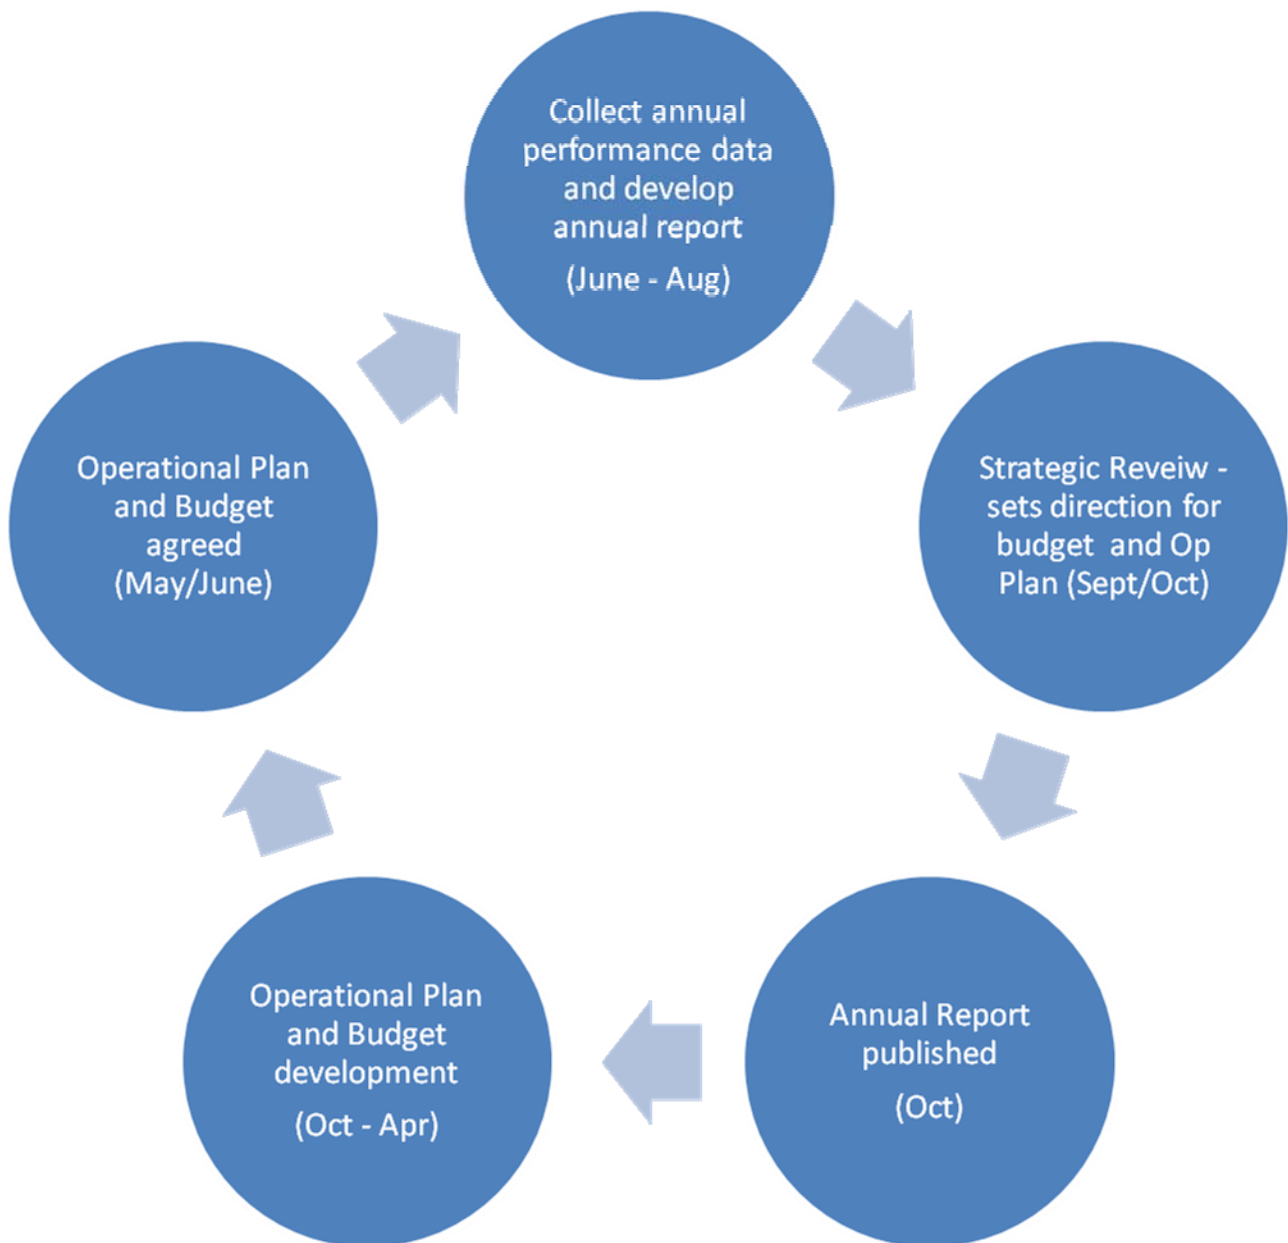 Collect annual
performance data
and develop
annual report
(June - Aug)
Strategic Reveiw -
sets direction for
budget and Op
Plan (Sept/Oct)
Annual Report
published
(Oct)
Operational Plan
and Budget
development
(Oct - Apr)
Operational Plan
and Budget
agreed
(May/June)